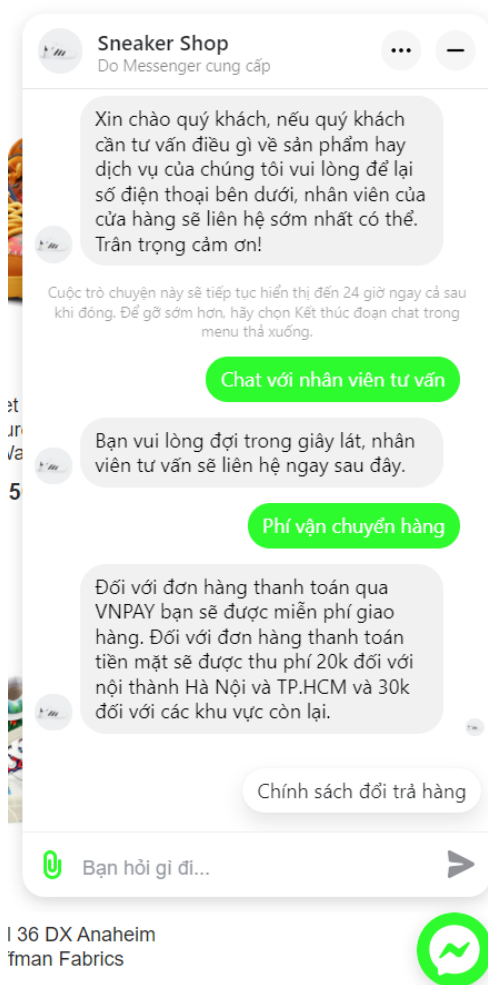 Sneaker Shop
Do Messenger cung cấp
Xin chào quý khách, nếu quý khách
cần tư vấn điều gì về sản phẩm hay
dịch vụ của chúng tôi vui lòng để lại
số điện thoại bên dưới, nhân viên của
cửa hàng sẽ liên hệ sớm nhất có thể.
Trân trọng cảm ơn!
Cuộc trò chuyện này sẽ tiếp tục hiển thị đến 24 giờ ngay cả sau
khi đóng. Để gỡ sớm hơn, hãy chọn Kết thúc đoạn chat trong
menu thả xuống.
Chat với nhân viên tư vấn
Bạn vui lòng đợi trong giây lát, nhân
viên tư vấn sẽ liên hệ ngay sau đây.
Phí vận chuyển hàng
Đối với đơn hàng thanh toán qua
VNPAY bạn sẽ được miễn phí giao
hàng. Đối với đơn hàng thanh toán
tiền mặt sẽ được thu phí 20k đối với
nội thành Hà Nội và TP.HCM và 30k
đối với các khu vực còn lại.
Chính sách đổi trả hàng
Bạn hỏi gì đi...
l 36 DX Anaheim
ffman Fabrics